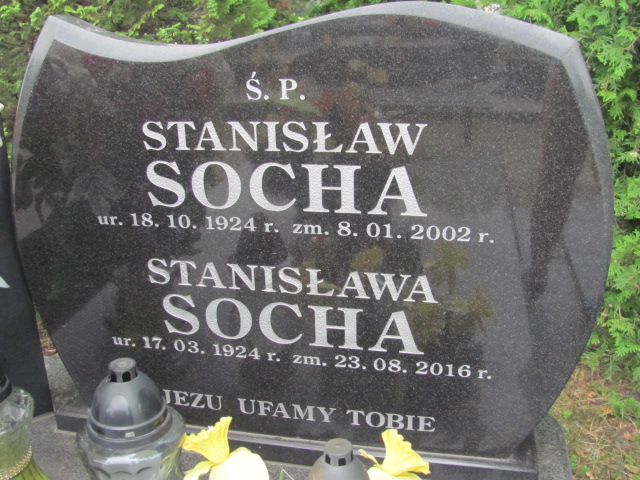 Ś. P.
STANISŁAW
SOCHA
ur. 18. 10. 1924 r. zm. 8. 01. 2002 r.
STANISŁAWA
SOCHA
ur. 17. 03. 1924 r. zm. 23. 08. 2016 r.
JEZU UFAMY TOBIE